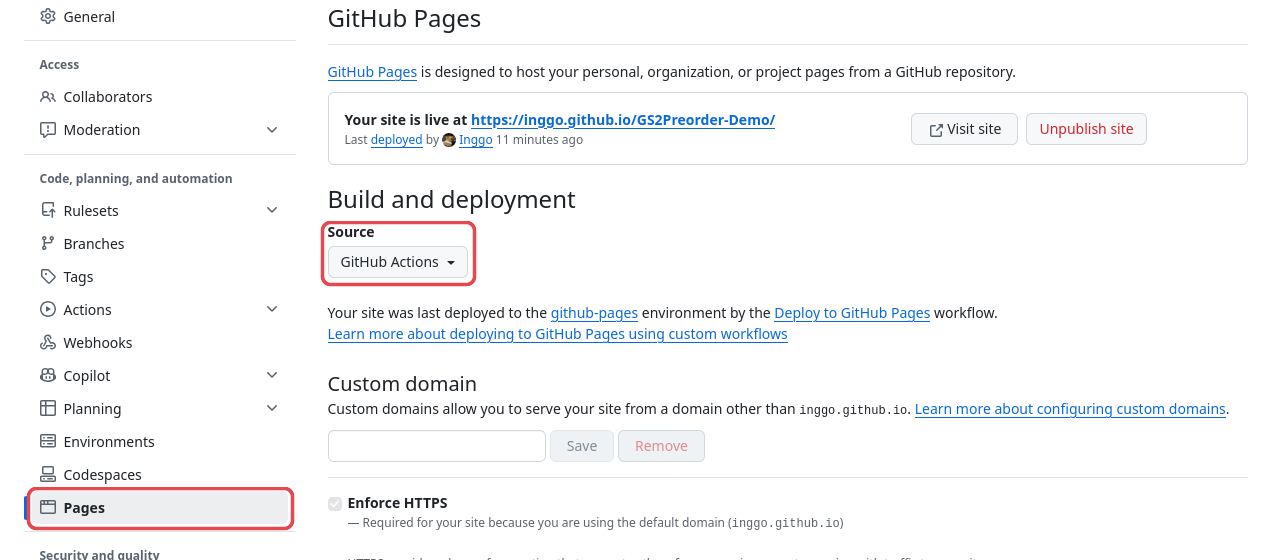 General
Access
Collaborators
Moderation
Code, planning, and automation
Rulesets
Branches
Tags
Actions
Webhooks
Copilot
Planning
Environments
Codespaces
Pages
Security and quality
GitHub Pages
GitHub Pages is designed to host your personal, organization, or project pages from a GitHub repository.
Your site is live at https://inggo.github.io/GS2Preorder-Demo/
Last deployed by Inggo 11 minutes ago
Visit site
Unpublish site
Build and deployment
Source
GitHub Actions
Your site was last deployed to the github-pages environment by the Deploy to GitHub Pages workflow.
Learn more about deploying to GitHub Pages using custom workflows
Custom domain
Custom domains allow you to serve your site from a domain other than inggo.github.io. Learn more about configuring custom domains.
Save
Remove
Enforce HTTPS
— Required for your site because you are using the default domain (inggo.github.io)